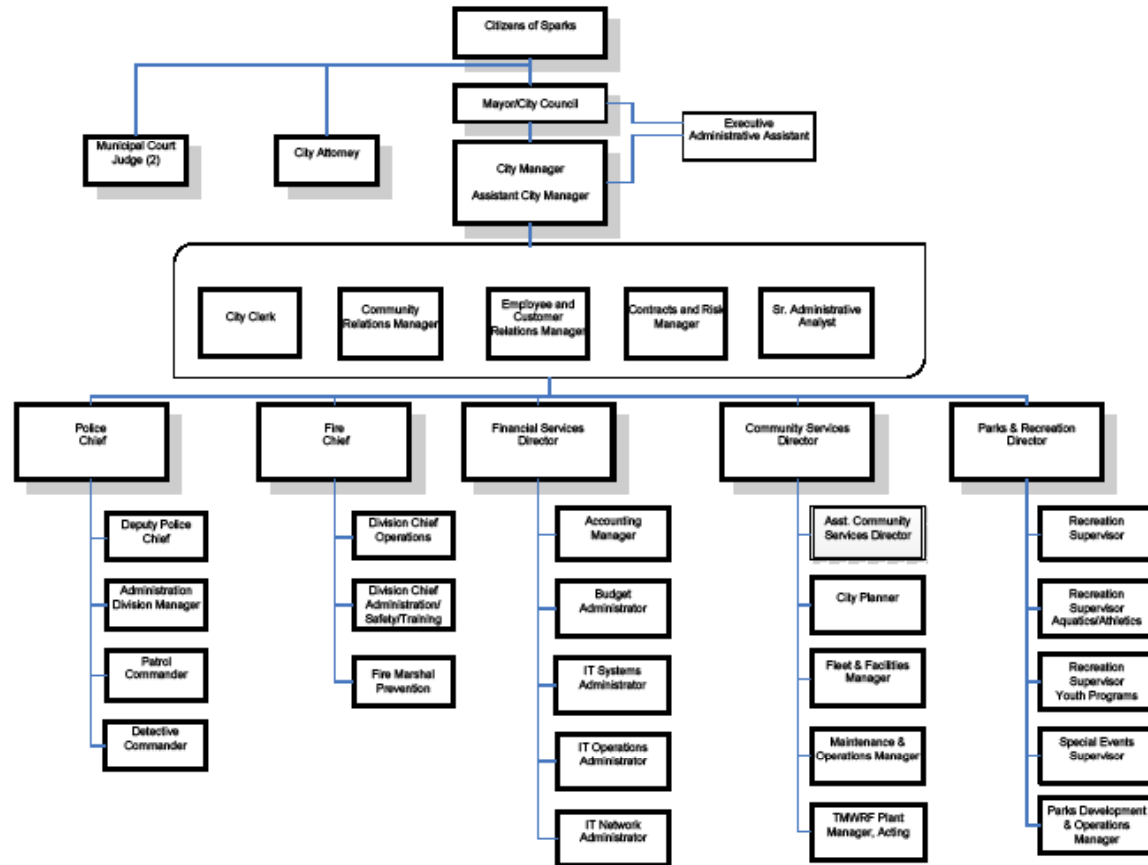 Citizens of Sparks
Mayor/City Council
Executive
Administrative Assistant
Municipal Court
Judge (2)
City Attorney
City Manager
Assistant City Manager
City Clerk
Community
Relations Manager
Employee and
Customer
Relations Manager
Contracts and Risk
Manager
Sr. Administrative
Analyst
Police
Chief
Fire
Chief
Financial Services
Director
Community Services
Director
Parks & Recreation
Director
Deputy Police
Chief
Administration
Division Manager
Patrol
Commander
Detective
Commander
Division Chief
Operations
Division Chief
Administration/
Safety/Training
Fire Marshal
Prevention
Accounting
Manager
Budget
Administrator
IT Systems
Administrator
IT Operations
Administrator
IT Network
Administrator
Asst. Community
Services Director
City Planner
Fleet & Facilities
Manager
Maintenance &
Operations Manager
TMWRF Plant
Manager, Acting
Recreation
Supervisor
Recreation
Supervisor
Aquatics/Athletics
Recreation
Supervisor
Youth Programs
Special Events
Supervisor
Parks Development
& Operations
Manager